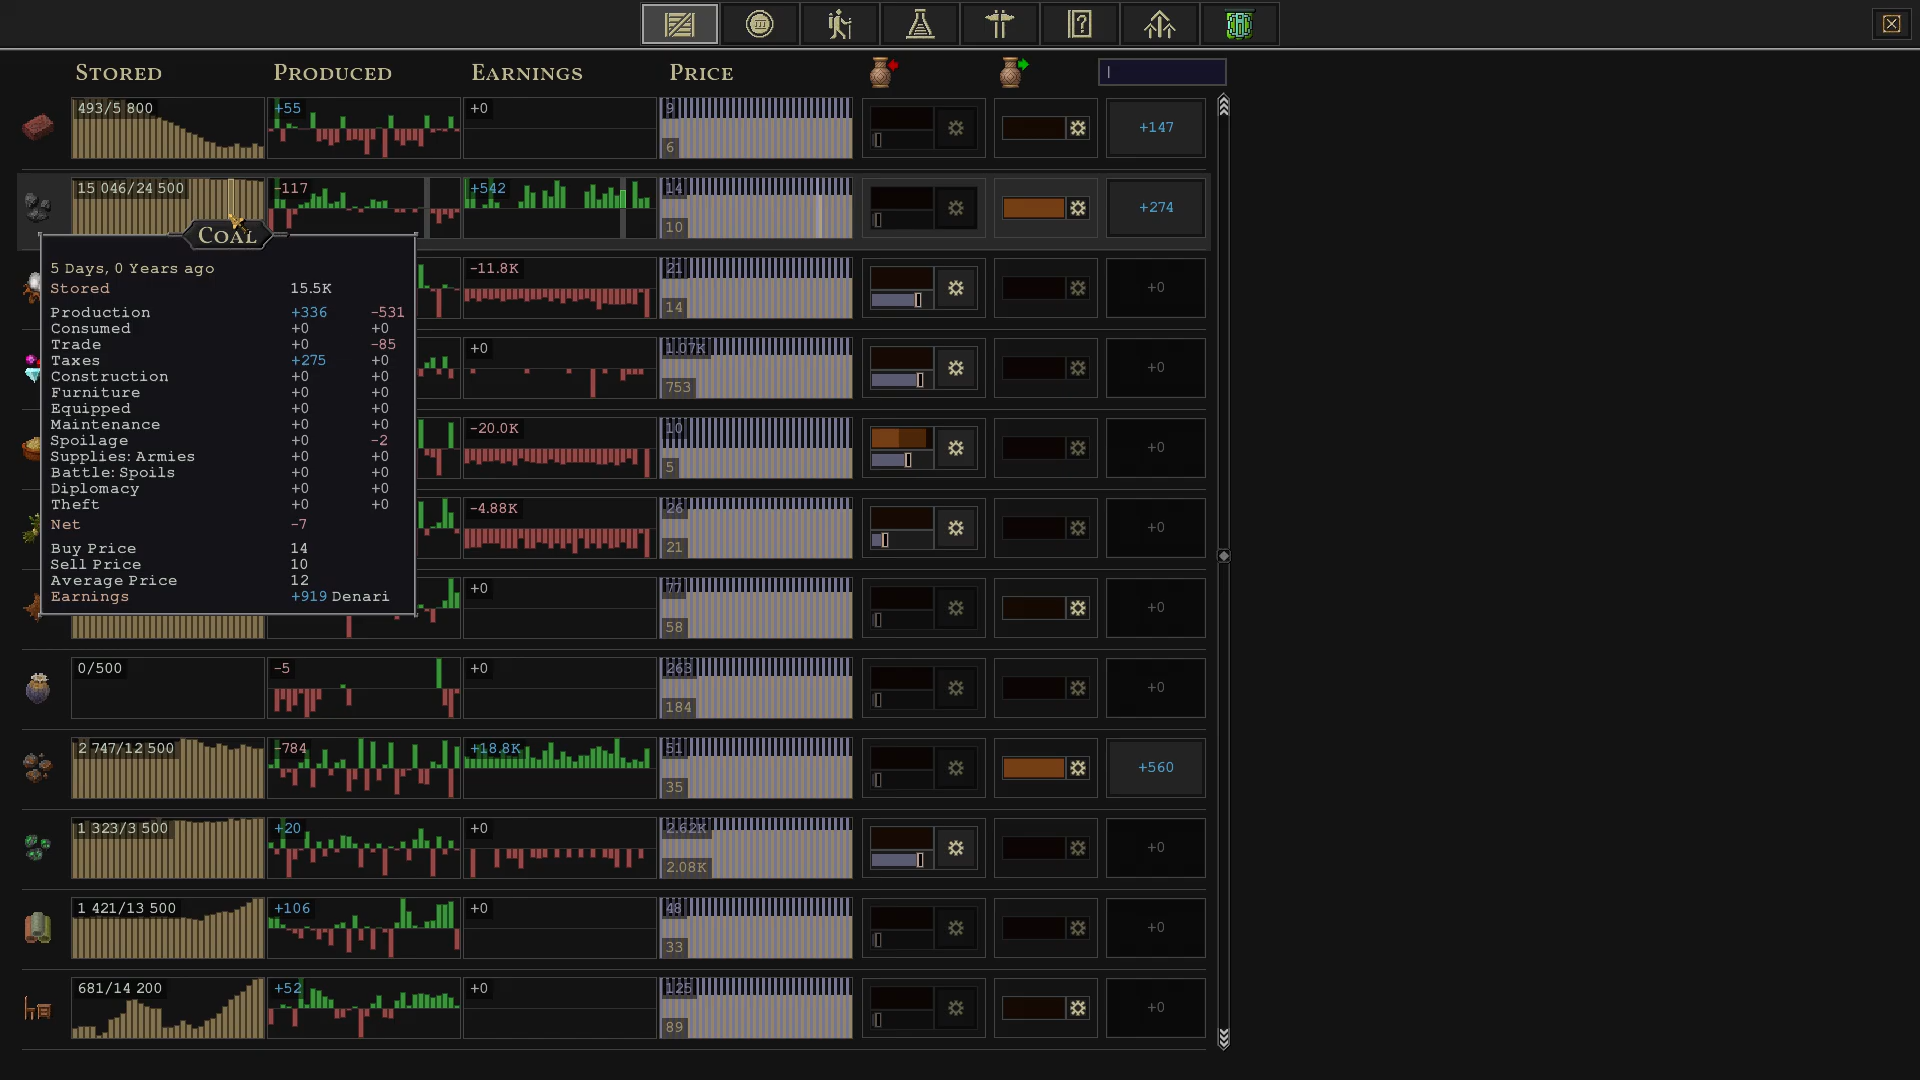 STORED PRODUCED EARNINGS PRICE
493/5 800 +55 +0 9 +147
6
15 046/24 500 -117 +542 14 +274
10
COAL
5 Days, 0 Years ago
Stored 15.5K
Production +336 -531
Consumed +0 +0
Trade +0 -85
Taxes +275 +0
Construction +0 +0
Furniture +0 +0
Equipped +0 +0
Maintenance +0 +0
Spoilage +0 -2
Supplies: Armies +0 +0
Battle: Spoils +0 +0
Diplomacy +0 +0
Theft +0 +0
Net -7
Buy Price 14
Sell Price 10
Average Price 12
Earnings +919 Denari
-11.8K 21 +0
14
+0 1.07K +0
753
-20.0K 10 +0
5
-4.88K 26 +0
21
+0 77 +0
58
0/500 -5 +0 263 +0
184
2 747/12 500 -784 +18.8K 51 +560
35
1 323/3 500 +20 +0 2.62K +0
2.08K
1 421/13 500 +106 +0 48 +0
33
681/14 200 +52 +0 125 +0
89